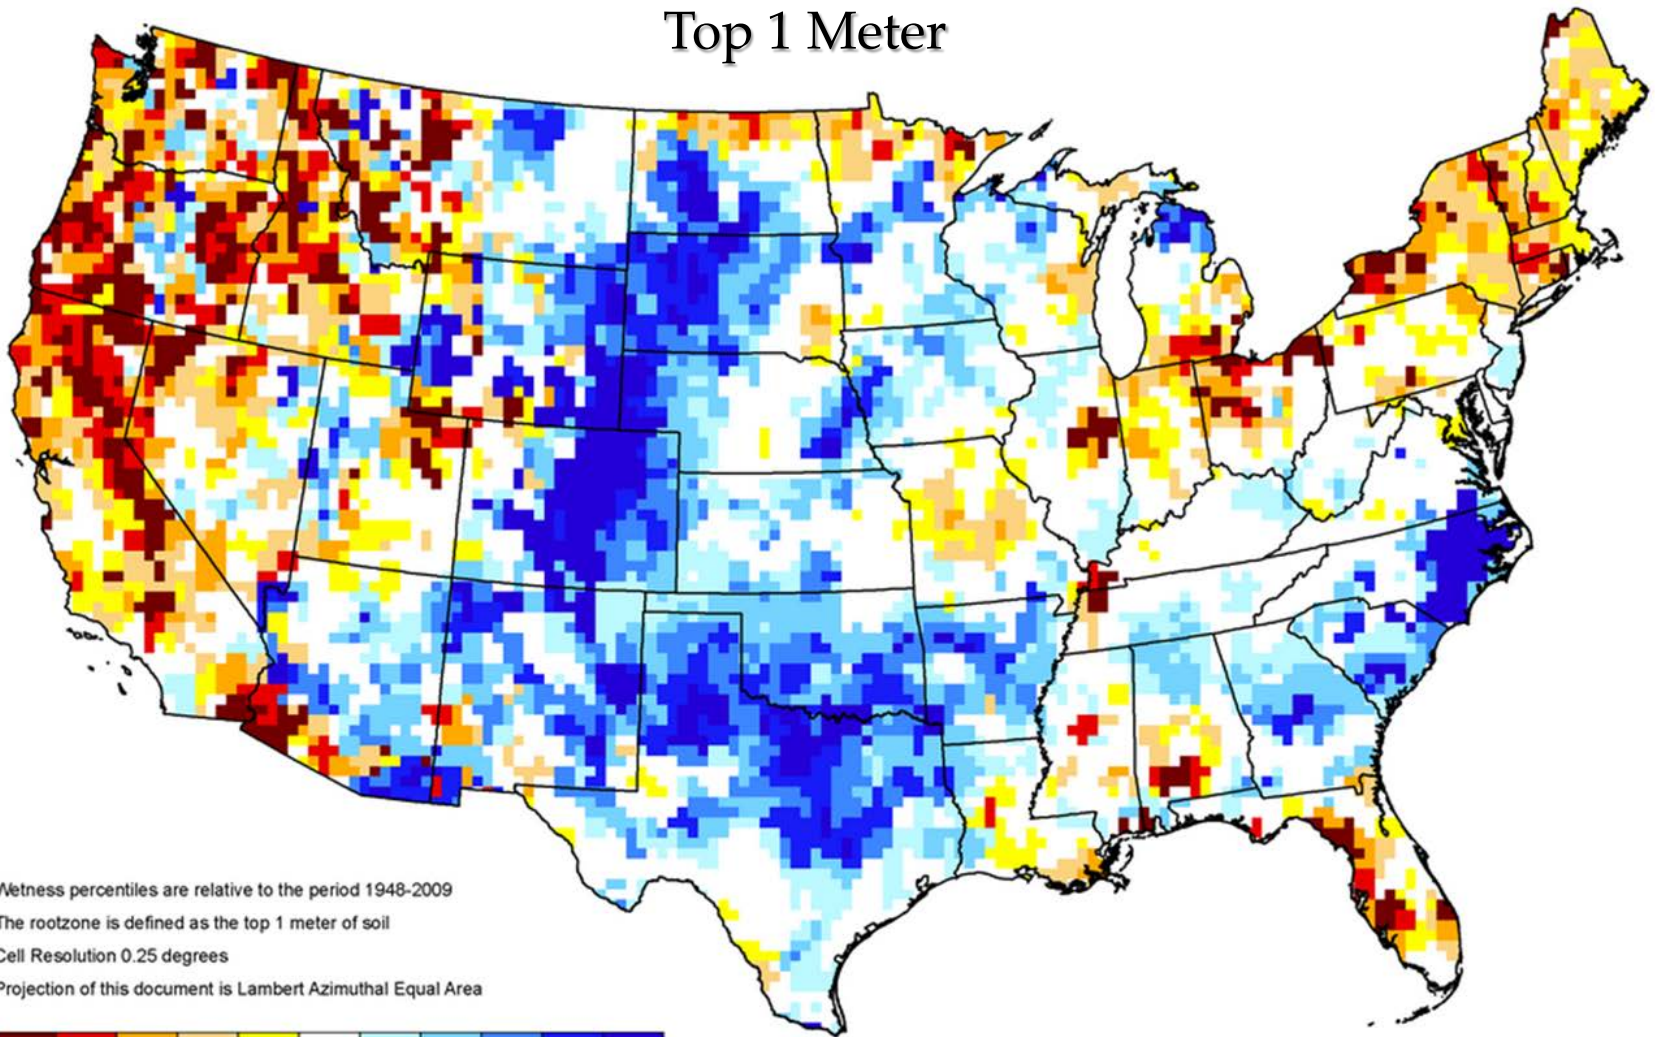 Top 1 Meter
Wetness percentiles are relative to the period 1948-2009
The rootzone is defined as the top 1 meter of soil
Cell Resolution 0.25 degrees
Projection of this document is Lambert Azimuthal Equal Area